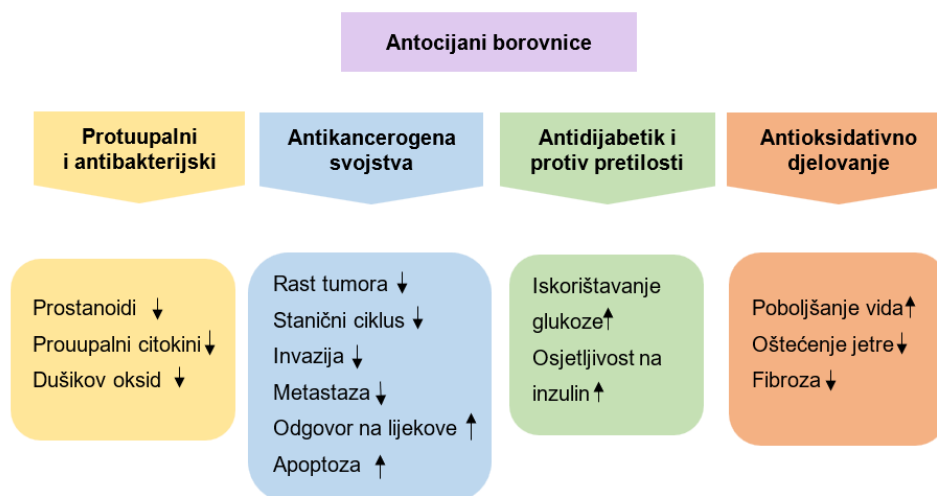 Antocijani borovnice
Protuupalni
i antibakterijski
Antikancerogena
svojstva
Antidijabetik i
protiv pretilosti
Antioksidativno
djelovanje
Prostanoidi ↓
Prouupalni citokini↓
Dušikov oksid ↓
Rast tumora ↓
Stanični ciklus ↓
Invazija ↓
Metastaza ↓
Odgovor na lijekove ↑
Apoptoza ↑
Iskorištavanje
glukoze↑
Osjetljivost na
inzulin ↑
Poboljšanje vida↑
Oštećenje jetre↓
Fibroza ↓